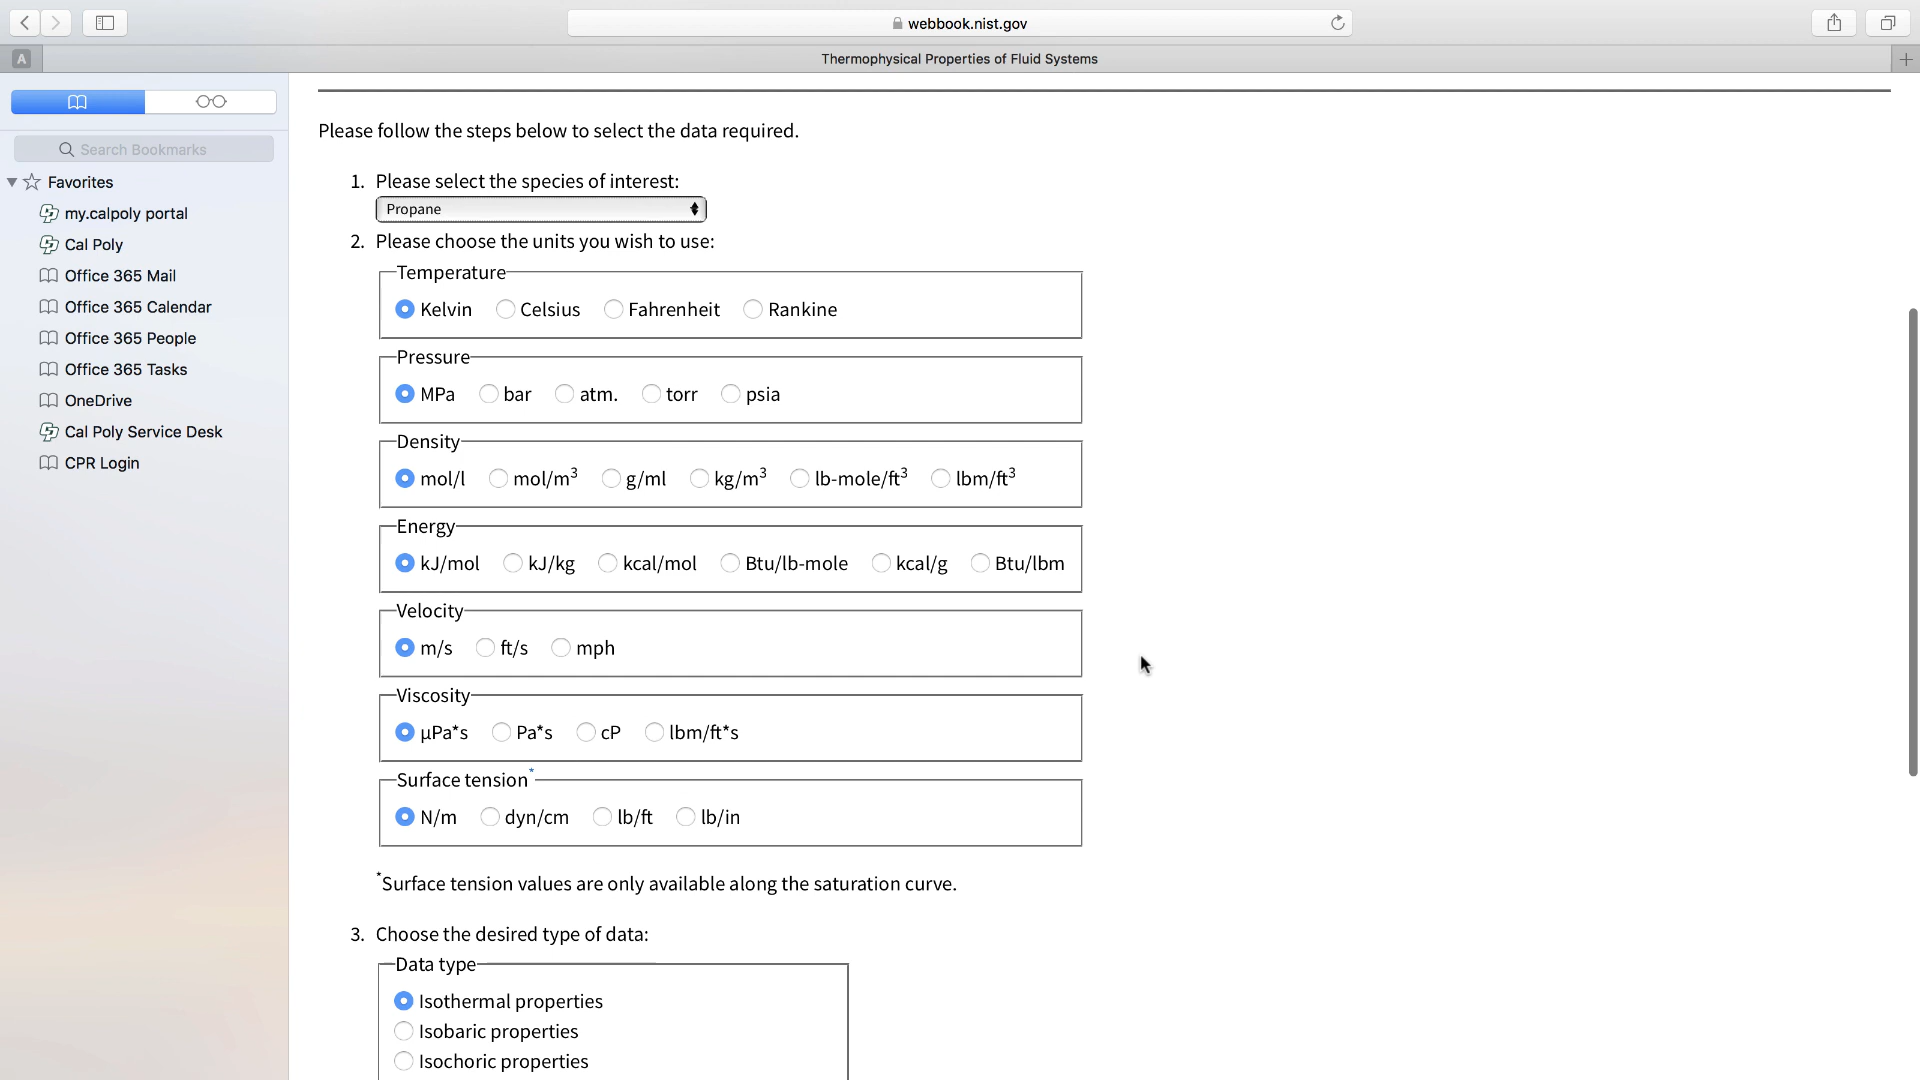 webbook.nist.gov
A
Thermophysical Properties of Fluid Systems
Search Bookmarks
Favorites
my.calpoly portal
Cal Poly
Office 365 Mail
Office 365 Calendar
Office 365 People
Office 365 Tasks
OneDrive
Cal Poly Service Desk
CPR Login
Please follow the steps below to select the data required.
1. Please select the species of interest:
Propane
2. Please choose the units you wish to use:
Temperature
Kelvin Celsius Fahrenheit Rankine
Pressure
MPa bar atm. torr psia
Density
mol/l mol/m³ g/ml kg/m³ lb-mole/ft³ lbm/ft³
Energy
kJ/mol kJ/kg kcal/mol Btu/lb-mole kcal/g Btu/lbm
Velocity
m/s ft/s mph
Viscosity
µPa*s Pa*s cP lbm/ft*s
Surface tension*
N/m dyn/cm lb/ft lb/in
*Surface tension values are only available along the saturation curve.
3. Choose the desired type of data:
Data type
Isothermal properties
Isobaric properties
Isochoric properties